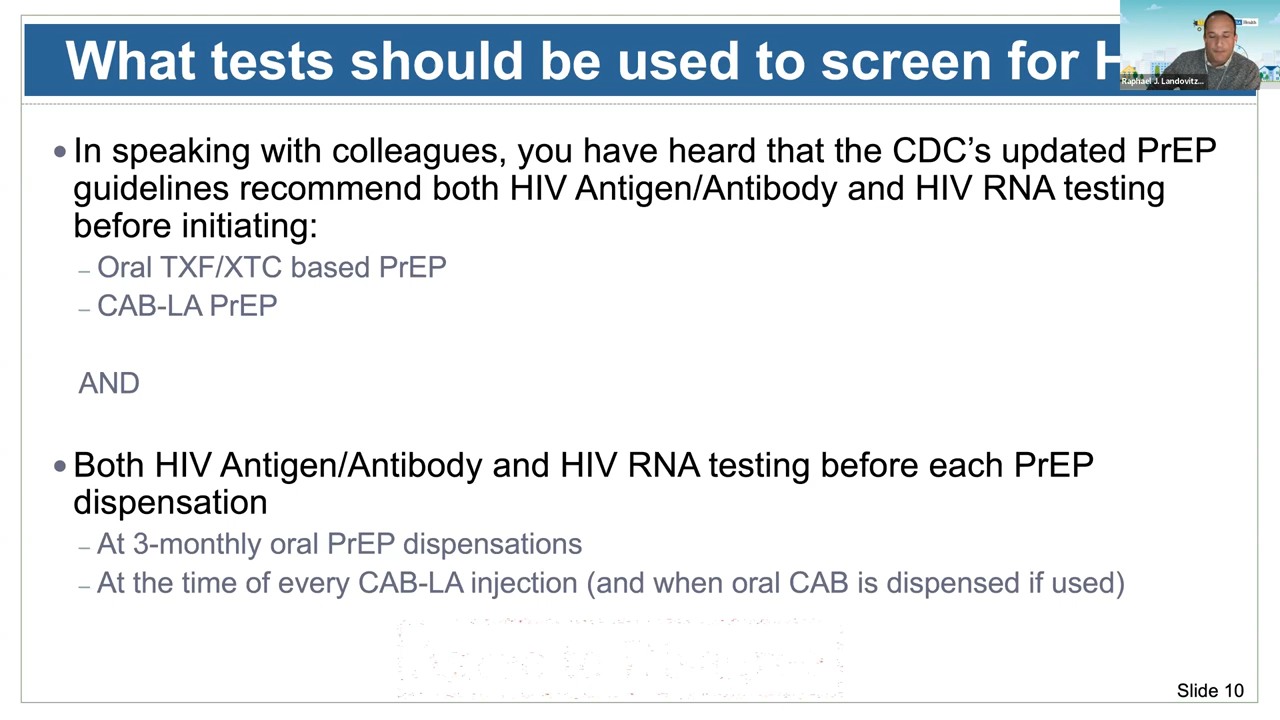 What tests should be used to screen for H
Raphael J. Landovitz...
• In speaking with colleagues, you have heard that the CDC's updated PrEP
guidelines recommend both HIV Antigen/Antibody and HIV RNA testing
before initiating:
– Oral TXF/XTC based PrEP
– CAB-LA PrEP
AND
• Both HIV Antigen/Antibody and HIV RNA testing before each PrEP
dispensation
– At 3-monthly oral PrEP dispensations
– At the time of every CAB-LA injection (and when oral CAB is dispensed if used)
Slide 10